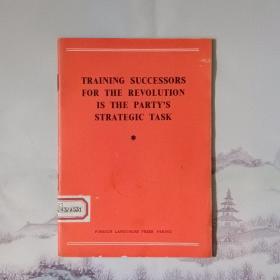 TRAINING SUCCESSORS
FOR THE REVOLUTION
IS THE PARTY'S
STRATEGIC TASK
*
FOREIGN LANGUAGES PRESS PEKING